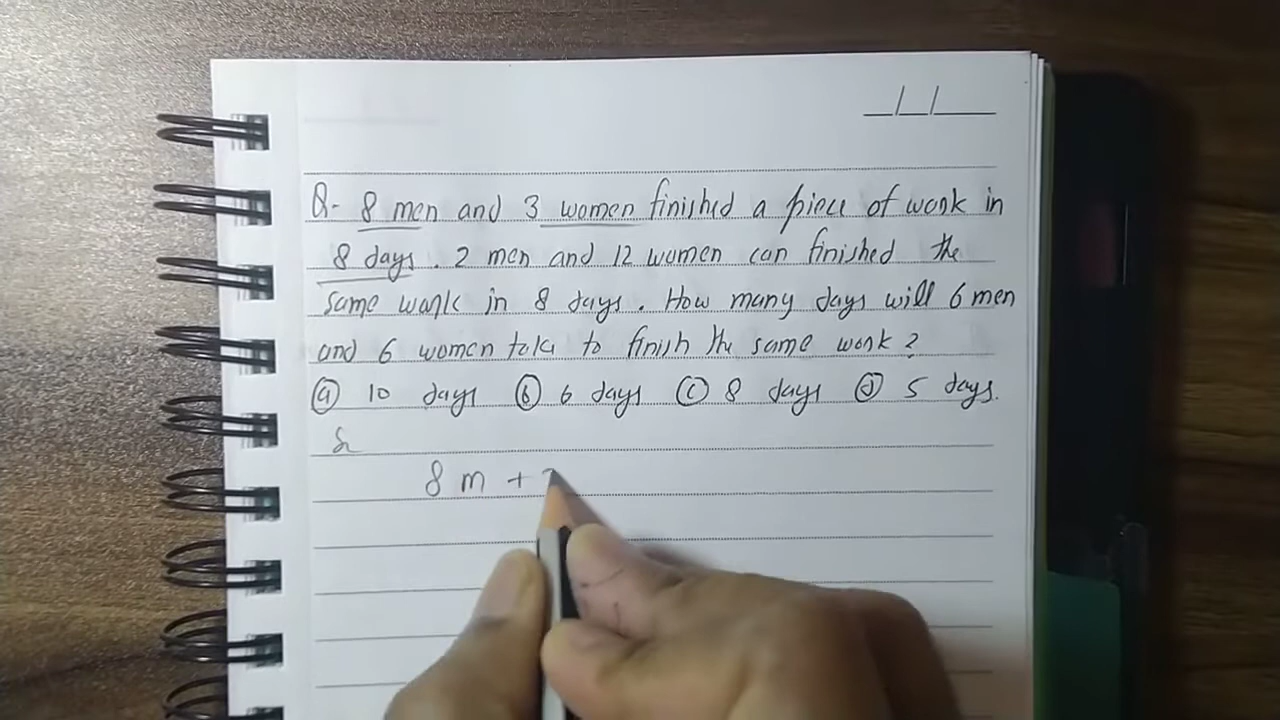 _/_/__
Q- 8 men and 3 women finished a piece of work in
8 days. 2 men and 12 women can finished the
same work in 8 days. How many days will 6 men
and 6 women take to finish the same work?
(a) 10 days (b) 6 days (c) 8 days (d) 5 days.
8 m +